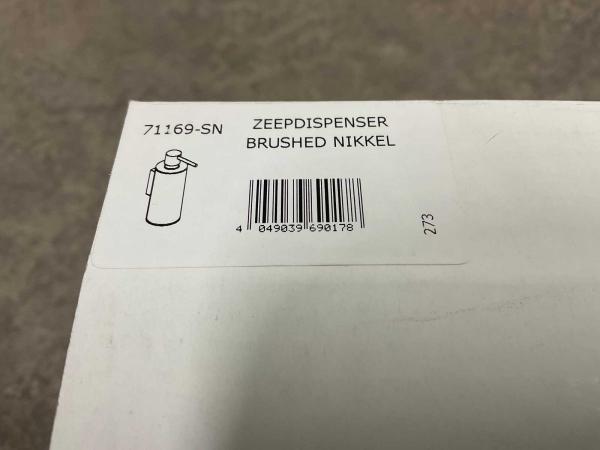 71169-SN
ZEEPDISPENSER
BRUSHED NIKKEL
4 049039 690178
273